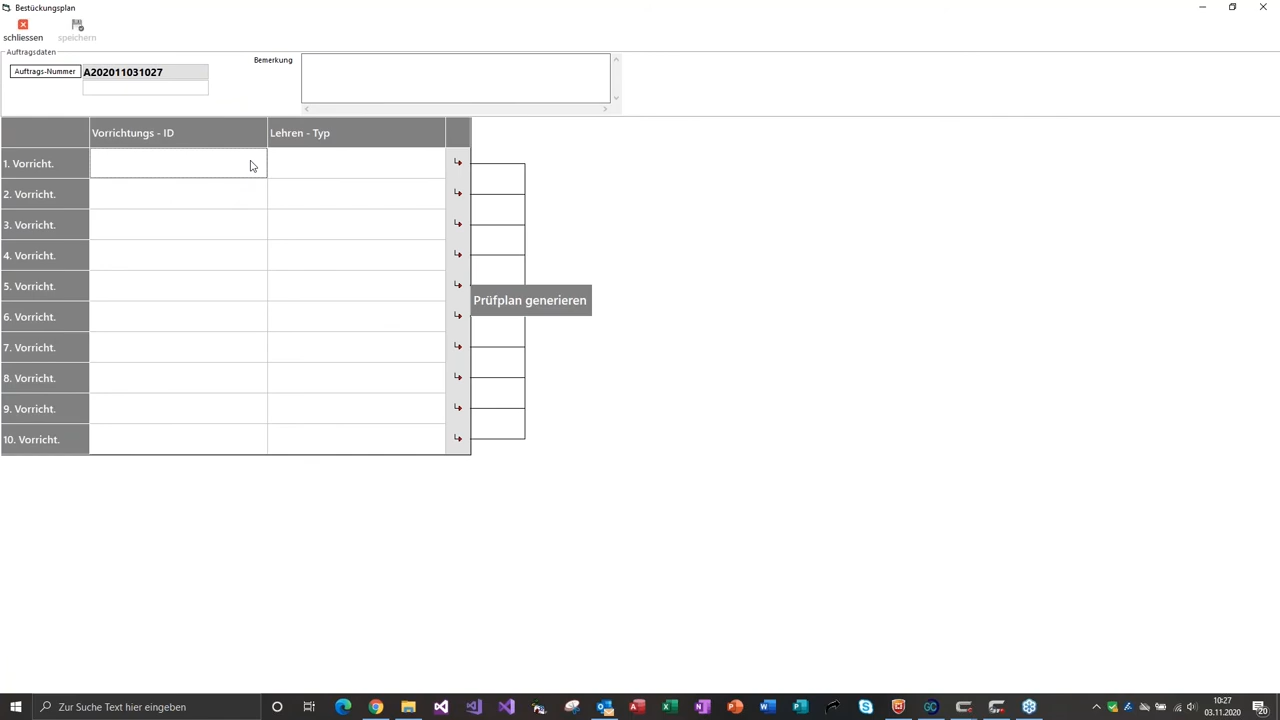 Bestückungsplan
schliessen
speichern
Auftragsdaten
Auftrags-Nummer
A202011031027
Bemerkung
Vorrichtungs - ID
Lehren - Typ
1. Vorricht.
2. Vorricht.
3. Vorricht.
4. Vorricht.
5. Vorricht.
Prüfplan generieren
6. Vorricht.
7. Vorricht.
8. Vorricht.
9. Vorricht.
10. Vorricht.
Zur Suche Text hier eingeben
10:27
03.11.2020